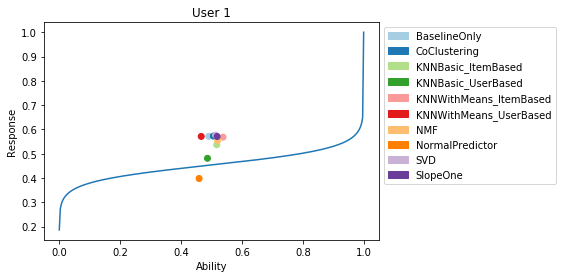 User 1
1.0
0.9
0.8
0.7
0.6
0.5
0.4
0.3
0.2
Response
0.0
0.2
0.4
0.6
0.8
1.0
Ability
BaselineOnly
CoClustering
KNNBasic_ItemBased
KNNBasic_UserBased
KNNWithMeans_ItemBased
KNNWithMeans_UserBased
NMF
NormalPredictor
SVD
SlopeOne